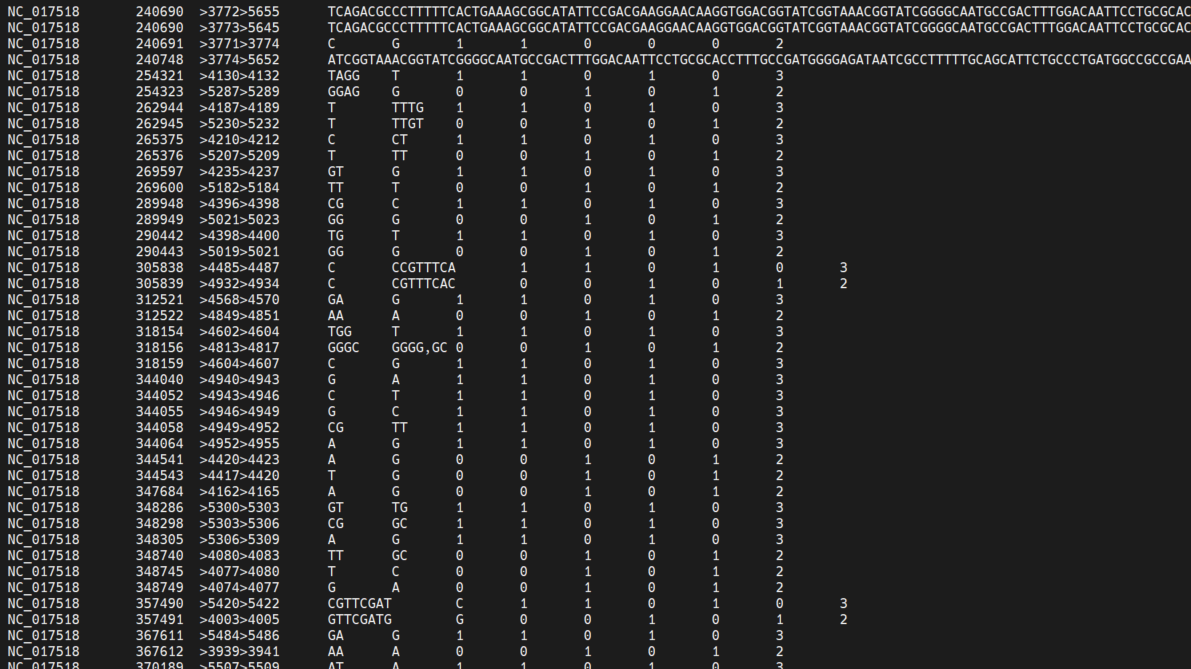 NC_017518 240690 >3772>5655 TCAGACGCCCTTTTTCACTGAAAGCGGCATATTCCGACGAAGGAACAAGGTGGACGGTATCGGTAAACGGTATCGGGGCAATGCCGACTTTGGACAATTCCTGCGCAC
NC_017518 240690 >3773>5645 TCAGACGCCCTTTTTCACTGAAAGCGGCATATTCCGACGAAGGAACAAGGTGGACGGTATCGGTAAACGGTATCGGGGCAATGCCGACTTTGGACAATTCCTGCGCAC
NC_017518 240691 >3771>3774 C G 1 1 0 0 0 2
NC_017518 240748 >3774>5652 ATCGGTAAACGGTATCGGGGCAATGCCGACTTTGGACAATTCCTGCGCACCTTTGCCGATGGGGAGATAATCGCCTTTTTGCAGCATTCTGCCCTGATGGCCGCCGAA
NC_017518 254321 >4130>4132 TAGG T 1 1 0 1 0 3
NC_017518 254323 >5287>5289 GGAG G 0 0 1 0 1 2
NC_017518 262944 >4187>4189 T TTTG 1 1 0 1 0 3
NC_017518 262945 >5230>5232 T TTGT 0 0 1 0 1 2
NC_017518 265375 >4210>4212 C CT 1 1 0 1 0 3
NC_017518 265376 >5207>5209 T TT 0 0 1 0 1 2
NC_017518 269597 >4235>4237 GT G 1 1 0 1 0 3
NC_017518 269600 >5182>5184 TT T 0 0 1 0 1 2
NC_017518 289948 >4396>4398 CG C 1 1 0 1 0 3
NC_017518 289949 >5021>5023 GG G 0 0 1 0 1 2
NC_017518 290442 >4398>4400 TG T 1 1 0 1 0 3
NC_017518 290443 >5019>5021 GG G 0 0 1 0 1 2
NC_017518 305838 >4485>4487 C CCGTTTCA 1 1 0 1 0 3
NC_017518 305839 >4932>4934 C CGTTTCAC 0 0 1 0 1 2
NC_017518 312521 >4568>4570 GA G 1 1 0 1 0 3
NC_017518 312522 >4849>4851 AA A 0 0 1 0 1 2
NC_017518 318154 >4602>4604 TGG T 1 1 0 1 0 3
NC_017518 318156 >4813>4817 GGGC GGGG,GC 0 0 1 0 1 2
NC_017518 318159 >4604>4607 C G 1 1 0 1 0 3
NC_017518 344040 >4940>4943 G A 1 1 0 1 0 3
NC_017518 344052 >4943>4946 C T 1 1 0 1 0 3
NC_017518 344055 >4946>4949 G C 1 1 0 1 0 3
NC_017518 344058 >4949>4952 CG TT 1 1 0 1 0 3
NC_017518 344064 >4952>4955 A G 1 1 0 1 0 3
NC_017518 344541 >4420>4423 A G 0 0 1 0 1 2
NC_017518 344543 >4417>4420 T G 0 0 1 0 1 2
NC_017518 347684 >4162>4165 A G 0 0 1 0 1 2
NC_017518 348286 >5300>5303 GT TG 1 1 0 1 0 3
NC_017518 348298 >5303>5306 CG GC 1 1 0 1 0 3
NC_017518 348305 >5306>5309 A G 1 1 0 1 0 3
NC_017518 348740 >4080>4083 TT GC 0 0 1 0 1 2
NC_017518 348745 >4077>4080 T C 0 0 1 0 1 2
NC_017518 348749 >4074>4077 G A 0 0 1 0 1 2
NC_017518 357490 >5420>5422 CGTTCGAT C 1 1 0 1 0 3
NC_017518 357491 >4003>4005 GTTCGATG G 0 0 1 0 1 2
NC_017518 367611 >5484>5486 GA G 1 1 0 1 0 3
NC_017518 367612 >3939>3941 AA A 0 0 1 0 1 2
NC_017518 370189 >5507>5509 AT A 1 1 0 1 0 3